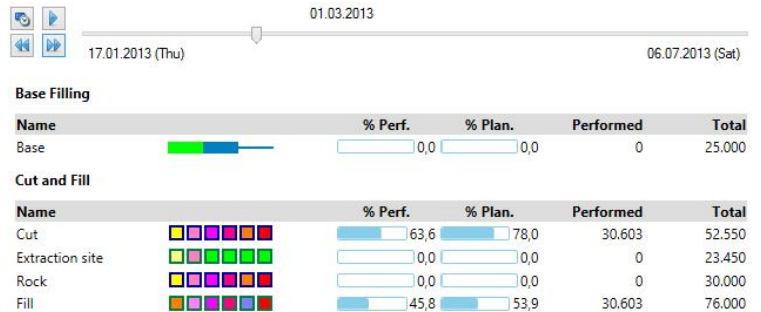 01.03.2013
17.01.2013 (Thu) 06.07.2013 (Sat)
Base Filling
Name % Perf. % Plan. Performed Total
Base 0,0 0,0 0 25.000
Cut and Fill
Name % Perf. % Plan. Performed Total
Cut 63,6 78,0 30.603 52.550
Extraction site 0,0 0,0 0 23.450
Rock 0,0 0,0 0 30.000
Fill 45,8 53,9 30.603 76.000